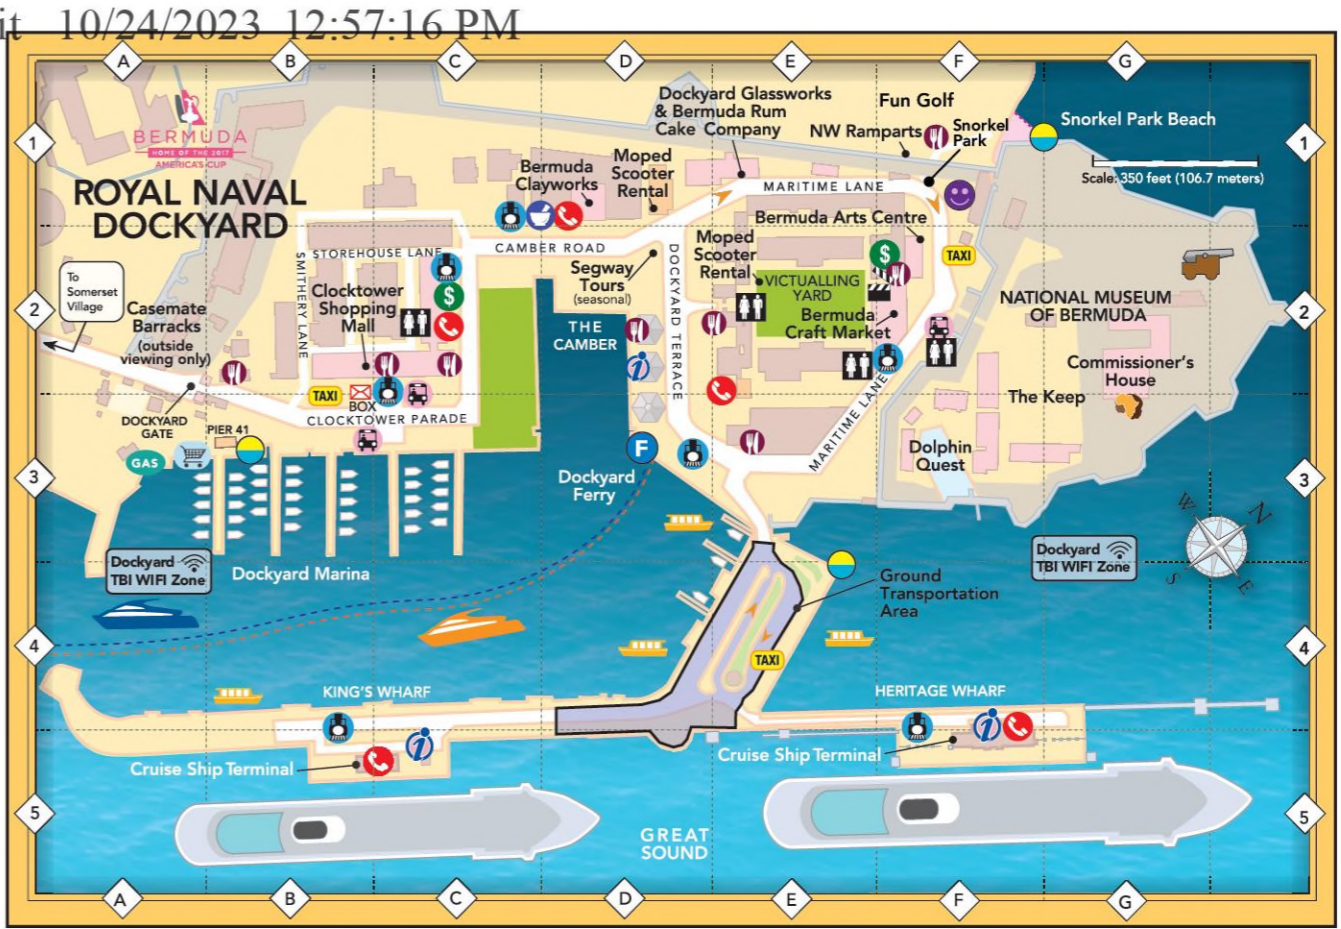 it 10/24/2023 12:57:16 PM
A B C D E F G
1
BERMUDA
HOME OF THE 2017
AMERICA'S CUP
ROYAL NAVAL
DOCKYARD
Bermuda
Clayworks
Moped
Scooter
Rental
Dockyard Glassworks
& Bermuda Rum
Cake Company
Fun Golf
NW Ramparts
Snorkel
Park
Snorkel Park Beach
1
Scale: 350 feet (106.7 meters)
MARITIME LANE
Bermuda Arts Centre
STOREHOUSE LANE
CAMBER ROAD
SMITHERY LANE
DOCKYARD TERRACE
Segway
Tours
(seasonal)
Moped
Scooter
Rental
$
TAXI
VICTUALLING
YARD
Bermuda
Craft Market
NATIONAL MUSEUM
OF BERMUDA
To
Somerset
Village
2
Casemate
Barracks
(outside
viewing only)
Clocktower
Shopping
Mall
$
THE
CAMBER
i
2
Commissioner's
House
The Keep
TAXI
BOX
CLOCKTOWER PARADE
DOCKYARD
GATE
PIER 41
GAS
MARITIME LANE
Dolphin
Quest
3
F
Dockyard
Ferry
3
W N
S E
Dockyard
TBI WIFI Zone
Dockyard Marina
Dockyard
TBI WIFI Zone
Ground
Transportation
Area
4
TAXI
4
KING'S WHARF
HERITAGE WHARF
i
i
Cruise Ship Terminal
Cruise Ship Terminal
5
GREAT
SOUND
5
A B C D E F G